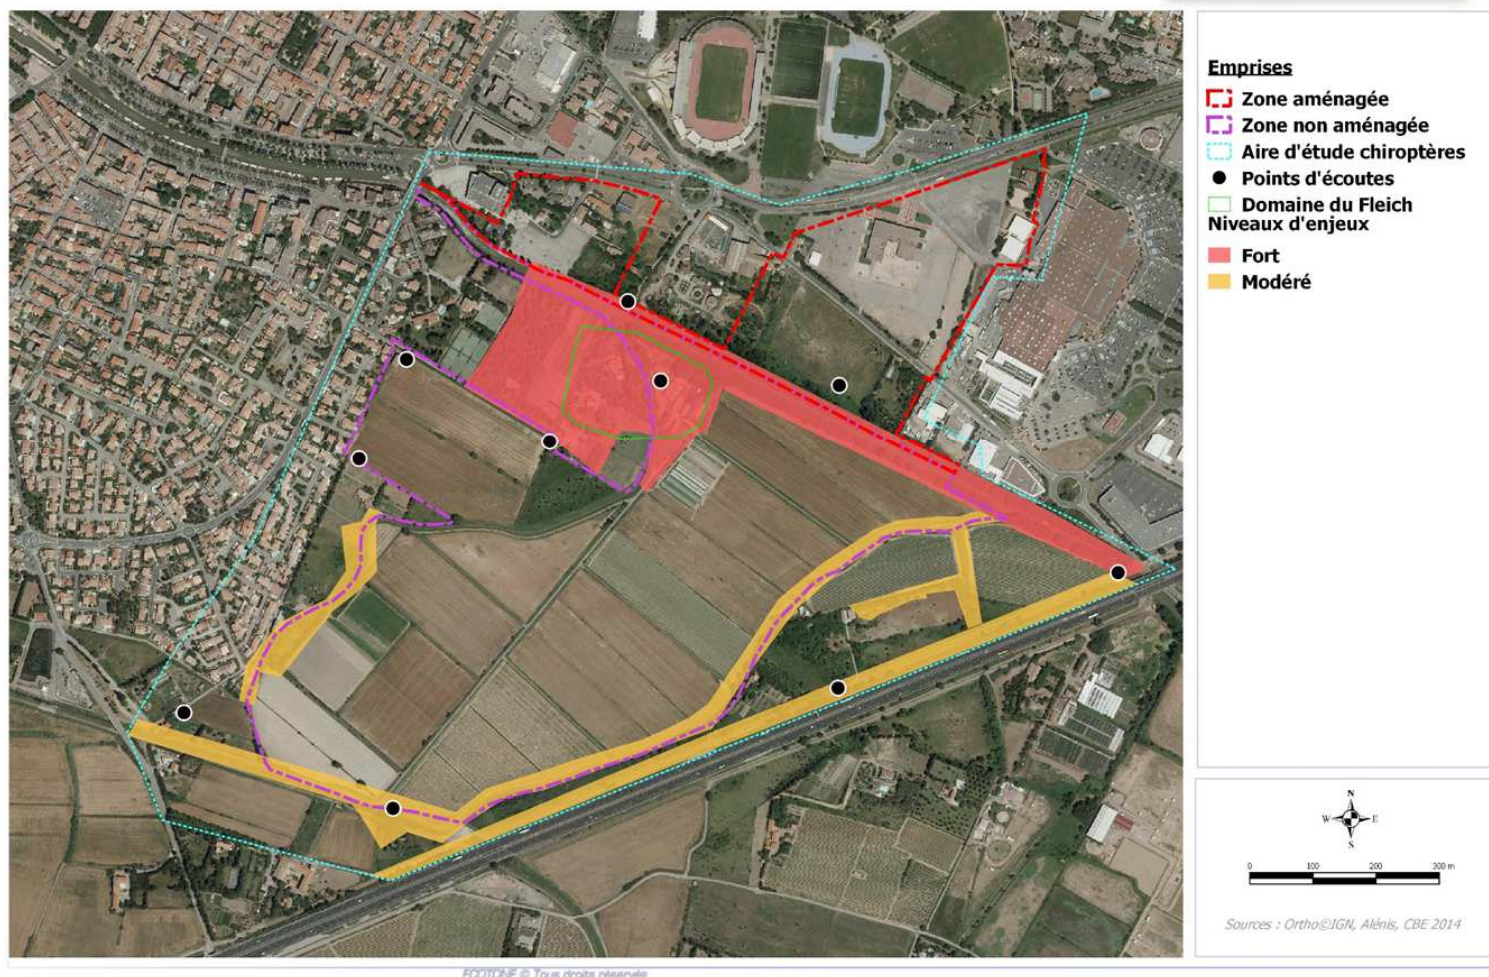 Emprises
Zone aménagée
Zone non aménagée
Aire d'étude chiroptères
Points d'écoutes
Domaine du Fleich
Niveaux d'enjeux
Fort
Modéré
N
W E
S
0 100 200 300 m
Sources : Ortho©IGN, Alénis, CBE 2014
ECOTONE © Tous droits réservés